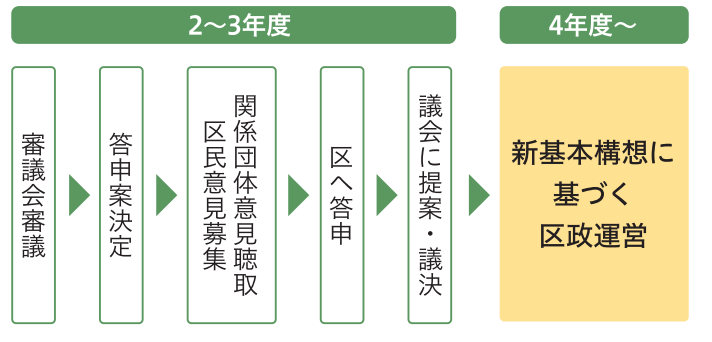 2〜3年度
4年度〜
審議会審議
答申案決定
関係団体意見聴取
区民意見募集
区へ答申
議会に提案・議決
新基本構想に
基づく
区政運営